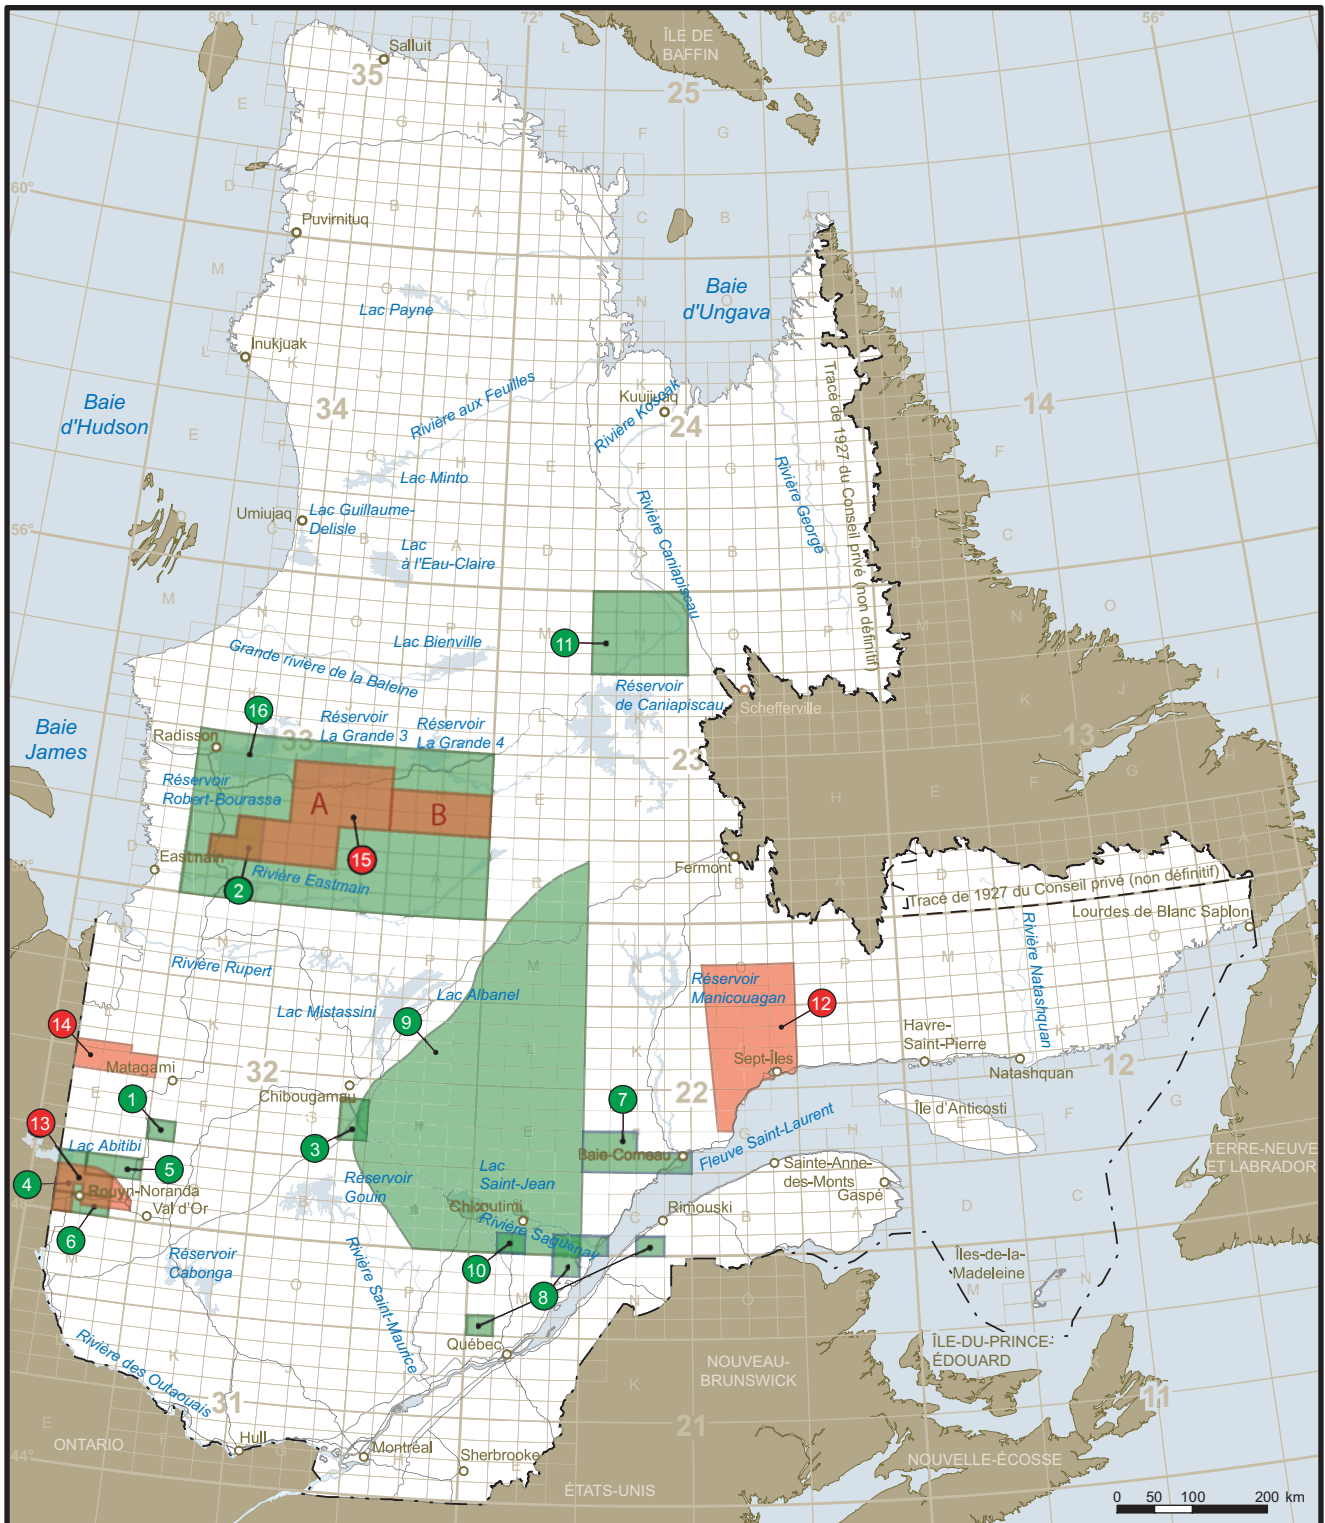 80°
72°
64°
56°
ÎLE DE
BAFFIN
Salluit
35
25
60°
Puvirnituq
Baie
d'Ungava
Lac Payne
Inukjuak
Rivière aux Feuilles
Kuujjuaq
Rivière Koksoak
24
34
14
Baie
d'Hudson
Tracé de 1927 du Conseil privé (non définitif)
Rivière George
Lac Minto
Umiujaq
Lac Guillaume-
Delisle
Rivière Caniapiscau
56°
Lac
à l'Eau-Claire
Lac Bienville
11
Grande rivière de la Baleine
Réservoir
de Caniapiscau
Schefferville
16
Baie
James
Radisson
33
Réservoir
La Grande 3
Réservoir
La Grande 4
23
13
Réservoir
Robert-Bourassa
A
B
15
Eastmain
2
Rivière Eastmain
Fermont
52°
Tracé de 1927 du Conseil privé (non définitif)
Lourdes de Blanc Sablon
Rivière Rupert
Lac Albanel
Réservoir
Manicouagan
Rivière Natashquan
Lac Mistassini
12
9
14
Matagami
32
Havre-
Saint-Pierre
Sept-Îles
Natashquan
12
Chibougamau
22
1
7
Île d'Anticosti
13
3
Lac Abitibi
5
Baie-Comeau
Fleuve Saint-Laurent
TERRE-NEUVE
ET LABRADOR
4
Rouyn-Noranda
Val d'Or
Réservoir
Gouin
Lac
Saint-Jean
Sainte-Anne-
des-Monts
Gaspé
48°
6
Chicoutimi
Rivière Saguenay
Rimouski
Réservoir
Cabonga
Rivière Saint-Maurice
10
8
Îles-de-la-
Madeleine
Québec
ÎLE-DU-PRINCE-
ÉDOUARD
NOUVEAU-
BRUNSWICK
Rivière des Outaouais
31
21
11
ONTARIO
Hull
Montréal
Sherbrooke
44°
NOUVELLE-ÉCOSSE
ÉTATS-UNIS
0 50 100 200 km